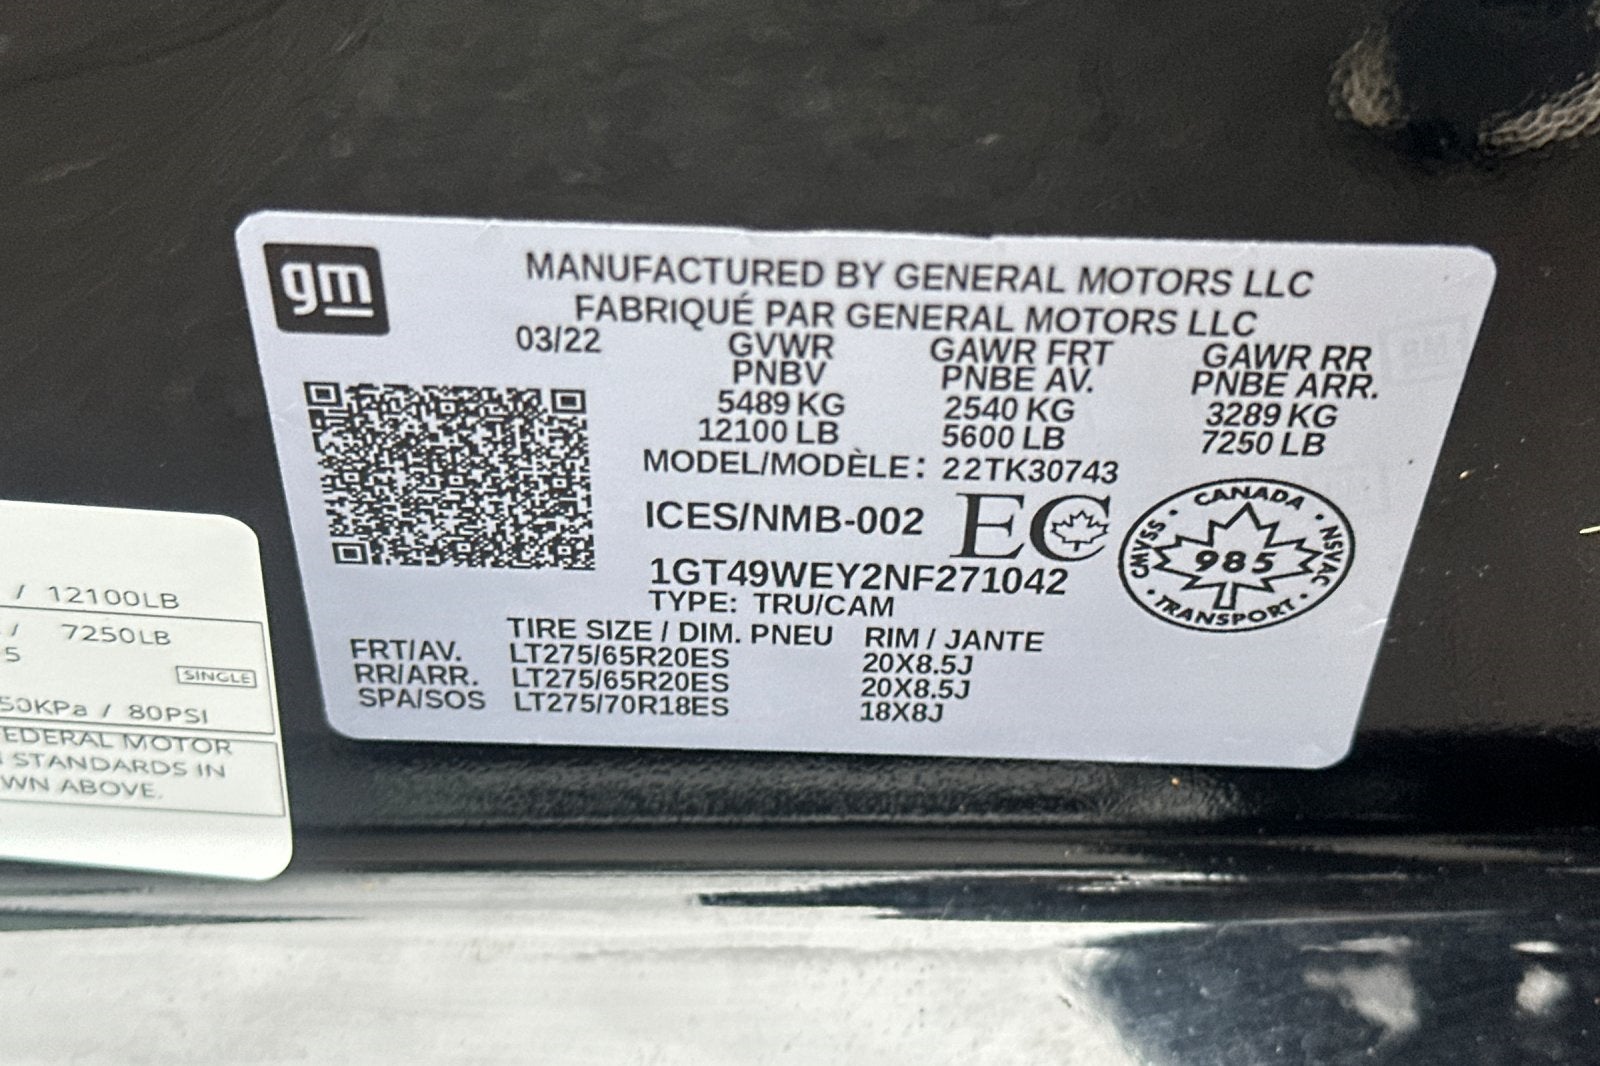 gm
MANUFACTURED BY GENERAL MOTORS LLC
FABRIQUÉ PAR GENERAL MOTORS LLC
03/22
GVWR GAWR FRT GAWR RR
PNBV PNBE AV. PNBE ARR.
5489 KG 2540 KG 3289 KG
12100 LB 5600 LB 7250 LB
MODEL/MODÈLE: 22TK30743
ICES/NMB-002 EC
CANADA
CMVSS 985 NSVAC
TRANSPORT
1GT49WEY2NF271042
TYPE: TRU/CAM
TIRE SIZE / DIM. PNEU RIM / JANTE
FRT/AV. LT275/65R20ES 20X8.5J
RR/ARR. LT275/65R20ES 20X8.5J
SPA/SOS LT275/70R18ES 18X8J
/ 12100LB
/ 7250LB
5
SINGLE
50KPa / 80PSI
EDERAL MOTOR
STANDARDS IN
WN ABOVE.